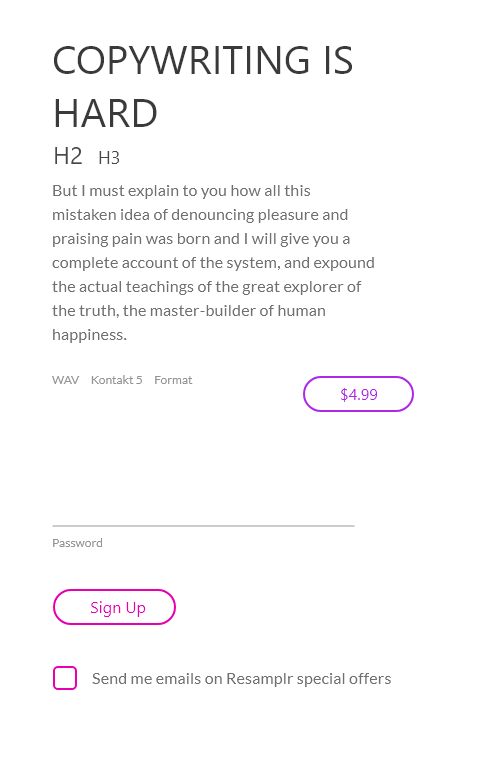 COPYWRITING IS
HARD
H2 H3
But I must explain to you how all this
mistaken idea of denouncing pleasure and
praising pain was born and I will give you a
complete account of the system, and expound
the actual teachings of the great explorer of
the truth, the master-builder of human
happiness.
WAV Kontakt 5 Format
$4.99
Password
Sign Up
Send me emails on Resamplr special offers